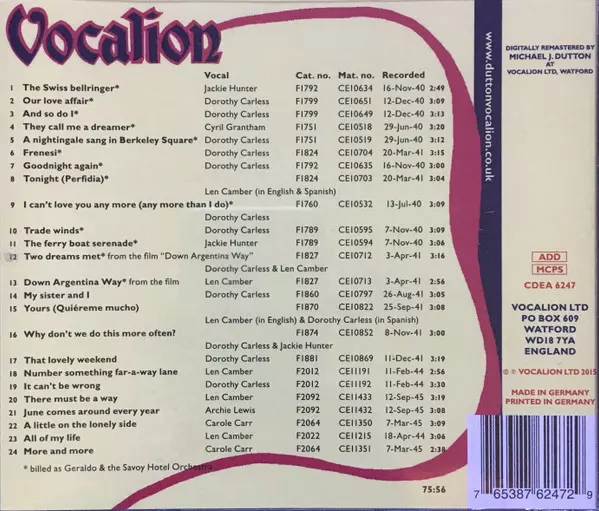 Vocalion
Vocal Cat. no. Mat. no. Recorded
1 The Swiss bellringer* Jackie Hunter F1792 CE10634 16-Nov-40 2:49
2 Our love affair* Dorothy Carless F1799 CE10651 12-Dec-40 3:09
3 And so do I* Dorothy Carless F1799 CE10649 12-Dec-40 3:13
4 They call me a dreamer* Cyril Grantham F1751 CE10518 29-Jun-40 3:20
5 A nightingale sang in Berkeley Square* Dorothy Carless F1751 CE10519 29-Jun-40 3:12
6 Frenesi* Dorothy Carless F1824 CE10704 20-Mar-41 3:15
7 Goodnight again* Dorothy Carless F1792 CE10635 16-Nov-40 3:00
8 Tonight (Perfidia)* F1824 CE10703 20-Mar-41 3:04
Len Camber (in English & Spanish)
9 I can't love you any more (any more than I do)* F1760 CE10532 13-Jul-40 3:09
Dorothy Carless
10 Trade winds* Dorothy Carless F1789 CE10595 7-Nov-40 3:09
11 The ferry boat serenade* Jackie Hunter F1789 CE10594 7-Nov-40 3:06
12 Two dreams met* from the film "Down Argentina Way" F1827 CE10712 3-Apr-41 3:16
Dorothy Carless & Len Camber
13 Down Argentina Way* from the film Len Camber F1827 CE10713 3-Apr-41 2:56
14 My sister and I Dorothy Carless F1860 CE10797 26-Aug-41 3:05
15 Yours (Quiéreme mucho) F1870 CE10822 25-Sep-41 3:08
Len Camber (in English) & Dorothy Carless (in Spanish)
16 Why don't we do this more often? F1874 CE10852 8-Nov-41 3:00
Dorothy Carless & Jackie Hunter
17 That lovely weekend Dorothy Carless F1881 CE10869 11-Dec-41 3:19
18 Number something far-a-way lane Len Camber F2012 CE11191 11-Feb-44 2:56
19 It can't be wrong Dorothy Carless F2012 CE11192 11-Feb-44 3:30
20 There must be a way Len Camber F2092 CE11433 12-Sep-45 3:19
21 June comes around every year Archie Lewis F2092 CE11432 12-Sep-45 3:08
22 A little on the lonely side Carole Carr F2064 CE11350 7-Mar-45 3:09
23 All of my life Len Camber F2022 CE11215 18-Apr-44 3:06
24 More and more Carole Carr F2064 CE11351 7-Mar-45 2:38
* billed as Geraldo & the Savoy Hotel Orchestra
75:56
www.duttonvocalion.co.uk
DIGITALLY REMASTERED BY
MICHAEL J. DUTTON
AT
VOCALION LTD, WATFORD
ADD
MCPS
CDEA 6247
VOCALION LTD
PO BOX 609
WATFORD
WD18 7YA
ENGLAND
℗ © VOCALION LTD 2015
MADE IN GERMANY
PRINTED IN GERMANY
7 65387 62472 9